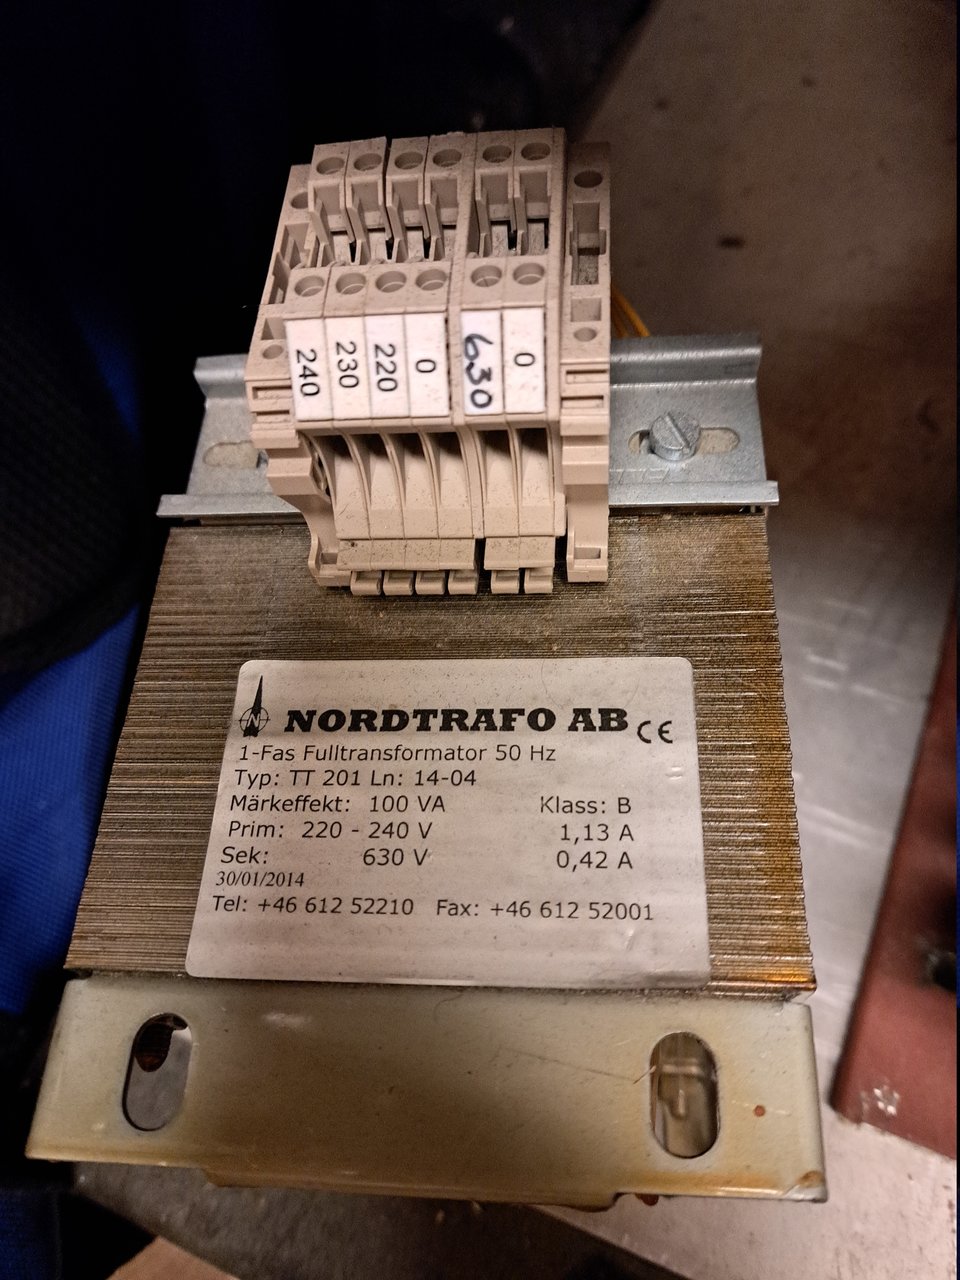 240 230 220 0 630 0
N NORDTRAFO AB CE
1-Fas Fulltransformator 50 Hz
Typ: TT 201 Ln: 14-04
Märkeffekt: 100 VA Klass: B
Prim: 220 - 240 V 1,13 A
Sek: 630 V 0,42 A
30/01/2014
Tel: +46 612 52210 Fax: +46 612 52001